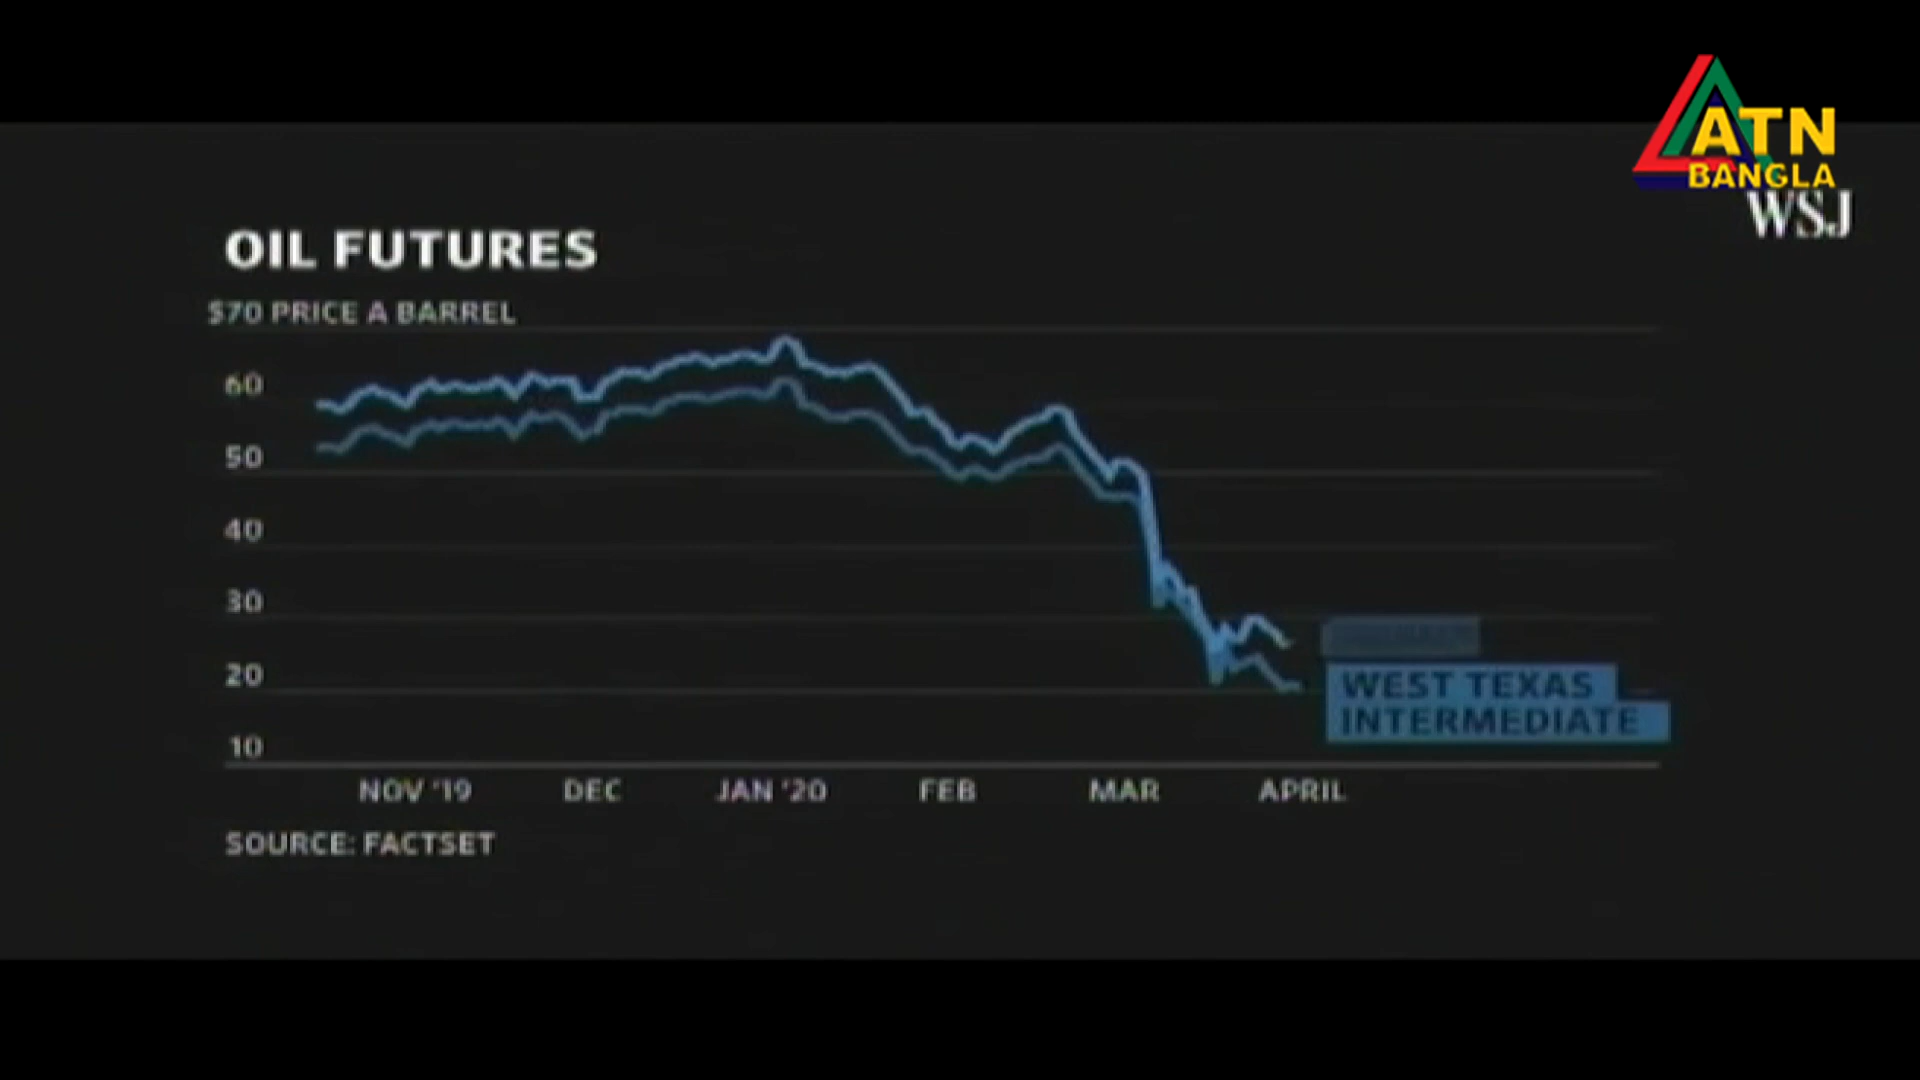 ATN
BANGLA
WSJ
OIL FUTURES
$70 PRICE A BARREL
60
50
40
30
20
10
WEST TEXAS
INTERMEDIATE
NOV '19 DEC JAN '20 FEB MAR APRIL
SOURCE: FACTSET